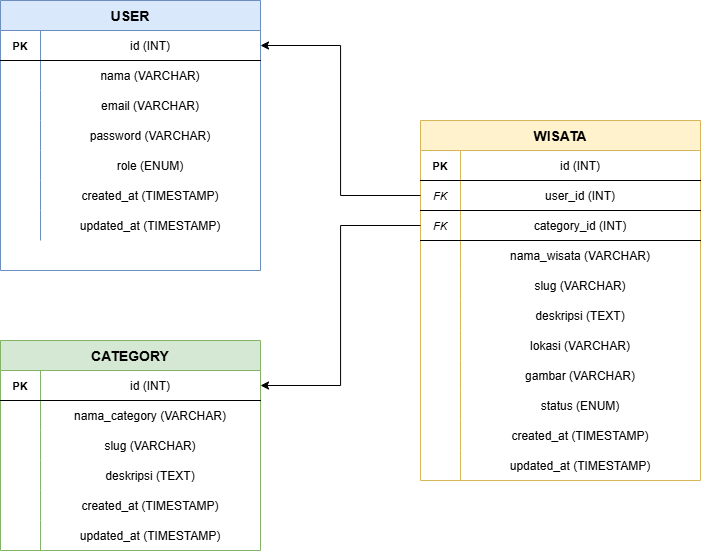 USER
PK id (INT)
nama (VARCHAR)
email (VARCHAR)
password (VARCHAR)
role (ENUM)
created_at (TIMESTAMP)
updated_at (TIMESTAMP)
WISATA
PK id (INT)
FK user_id (INT)
FK category_id (INT)
nama_wisata (VARCHAR)
slug (VARCHAR)
deskripsi (TEXT)
lokasi (VARCHAR)
gambar (VARCHAR)
status (ENUM)
created_at (TIMESTAMP)
updated_at (TIMESTAMP)
CATEGORY
PK id (INT)
nama_category (VARCHAR)
slug (VARCHAR)
deskripsi (TEXT)
created_at (TIMESTAMP)
updated_at (TIMESTAMP)